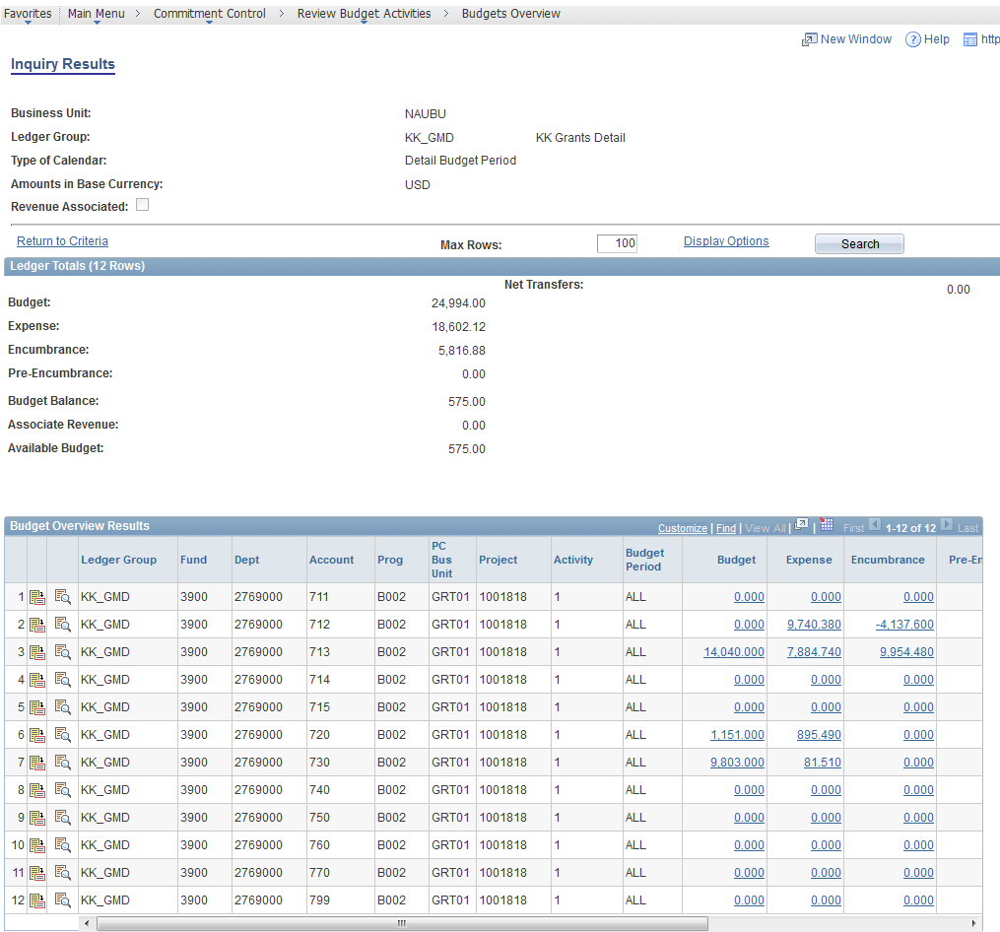 Favorites Main Menu > Commitment Control > Review Budget Activities > Budgets Overview
New Window ? Help http
Inquiry Results
Business Unit: NAUBU
Ledger Group: KK_GMD KK Grants Detail
Type of Calendar: Detail Budget Period
Amounts in Base Currency: USD
Revenue Associated:
Return to Criteria Max Rows: 100 Display Options Search
Ledger Totals (12 Rows)
Net Transfers: 0.00
Budget: 24,994.00
Expense: 18,602.12
Encumbrance: 5,816.88
Pre-Encumbrance: 0.00
Budget Balance: 575.00
Associate Revenue: 0.00
Available Budget: 575.00
Budget Overview Results Customize | Find | View All | | First 1-12 of 12 Last
Ledger Group Fund Dept Account Prog PC Bus Unit Project Activity Budget Period Budget Expense Encumbrance Pre-En
1 KK_GMD 3900 2769000 711 B002 GRT01 1001818 1 ALL 0.000 0.000 0.000
2 KK_GMD 3900 2769000 712 B002 GRT01 1001818 1 ALL 0.000 9,740.380 -4,137.600
3 KK_GMD 3900 2769000 713 B002 GRT01 1001818 1 ALL 14,040.000 7,884.740 9,954.480
4 KK_GMD 3900 2769000 714 B002 GRT01 1001818 1 ALL 0.000 0.000 0.000
5 KK_GMD 3900 2769000 715 B002 GRT01 1001818 1 ALL 0.000 0.000 0.000
6 KK_GMD 3900 2769000 720 B002 GRT01 1001818 1 ALL 1,151.000 895.490 0.000
7 KK_GMD 3900 2769000 730 B002 GRT01 1001818 1 ALL 9,803.000 81.510 0.000
8 KK_GMD 3900 2769000 740 B002 GRT01 1001818 1 ALL 0.000 0.000 0.000
9 KK_GMD 3900 2769000 750 B002 GRT01 1001818 1 ALL 0.000 0.000 0.000
10 KK_GMD 3900 2769000 760 B002 GRT01 1001818 1 ALL 0.000 0.000 0.000
11 KK_GMD 3900 2769000 770 B002 GRT01 1001818 1 ALL 0.000 0.000 0.000
12 KK_GMD 3900 2769000 799 B002 GRT01 1001818 1 ALL 0.000 0.000 0.000